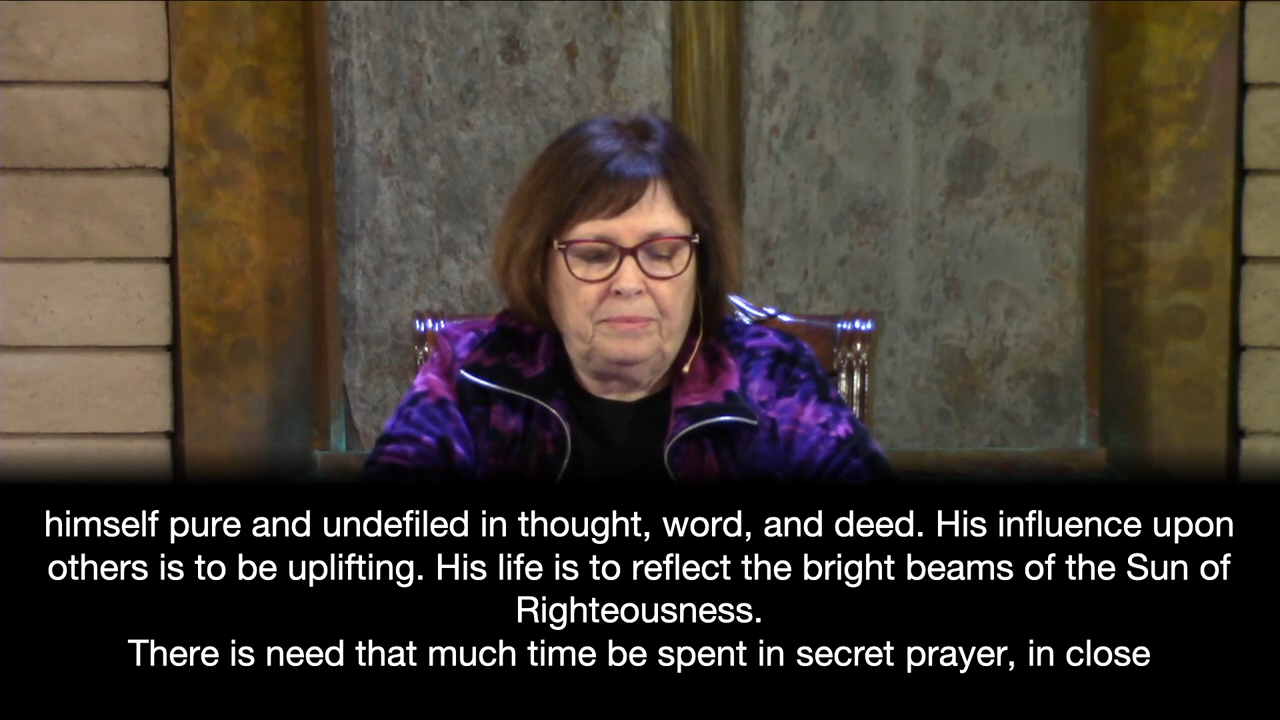 himself pure and undefiled in thought, word, and deed. His influence upon
others is to be uplifting. His life is to reflect the bright beams of the Sun of
Righteousness.
There is need that much time be spent in secret prayer, in close